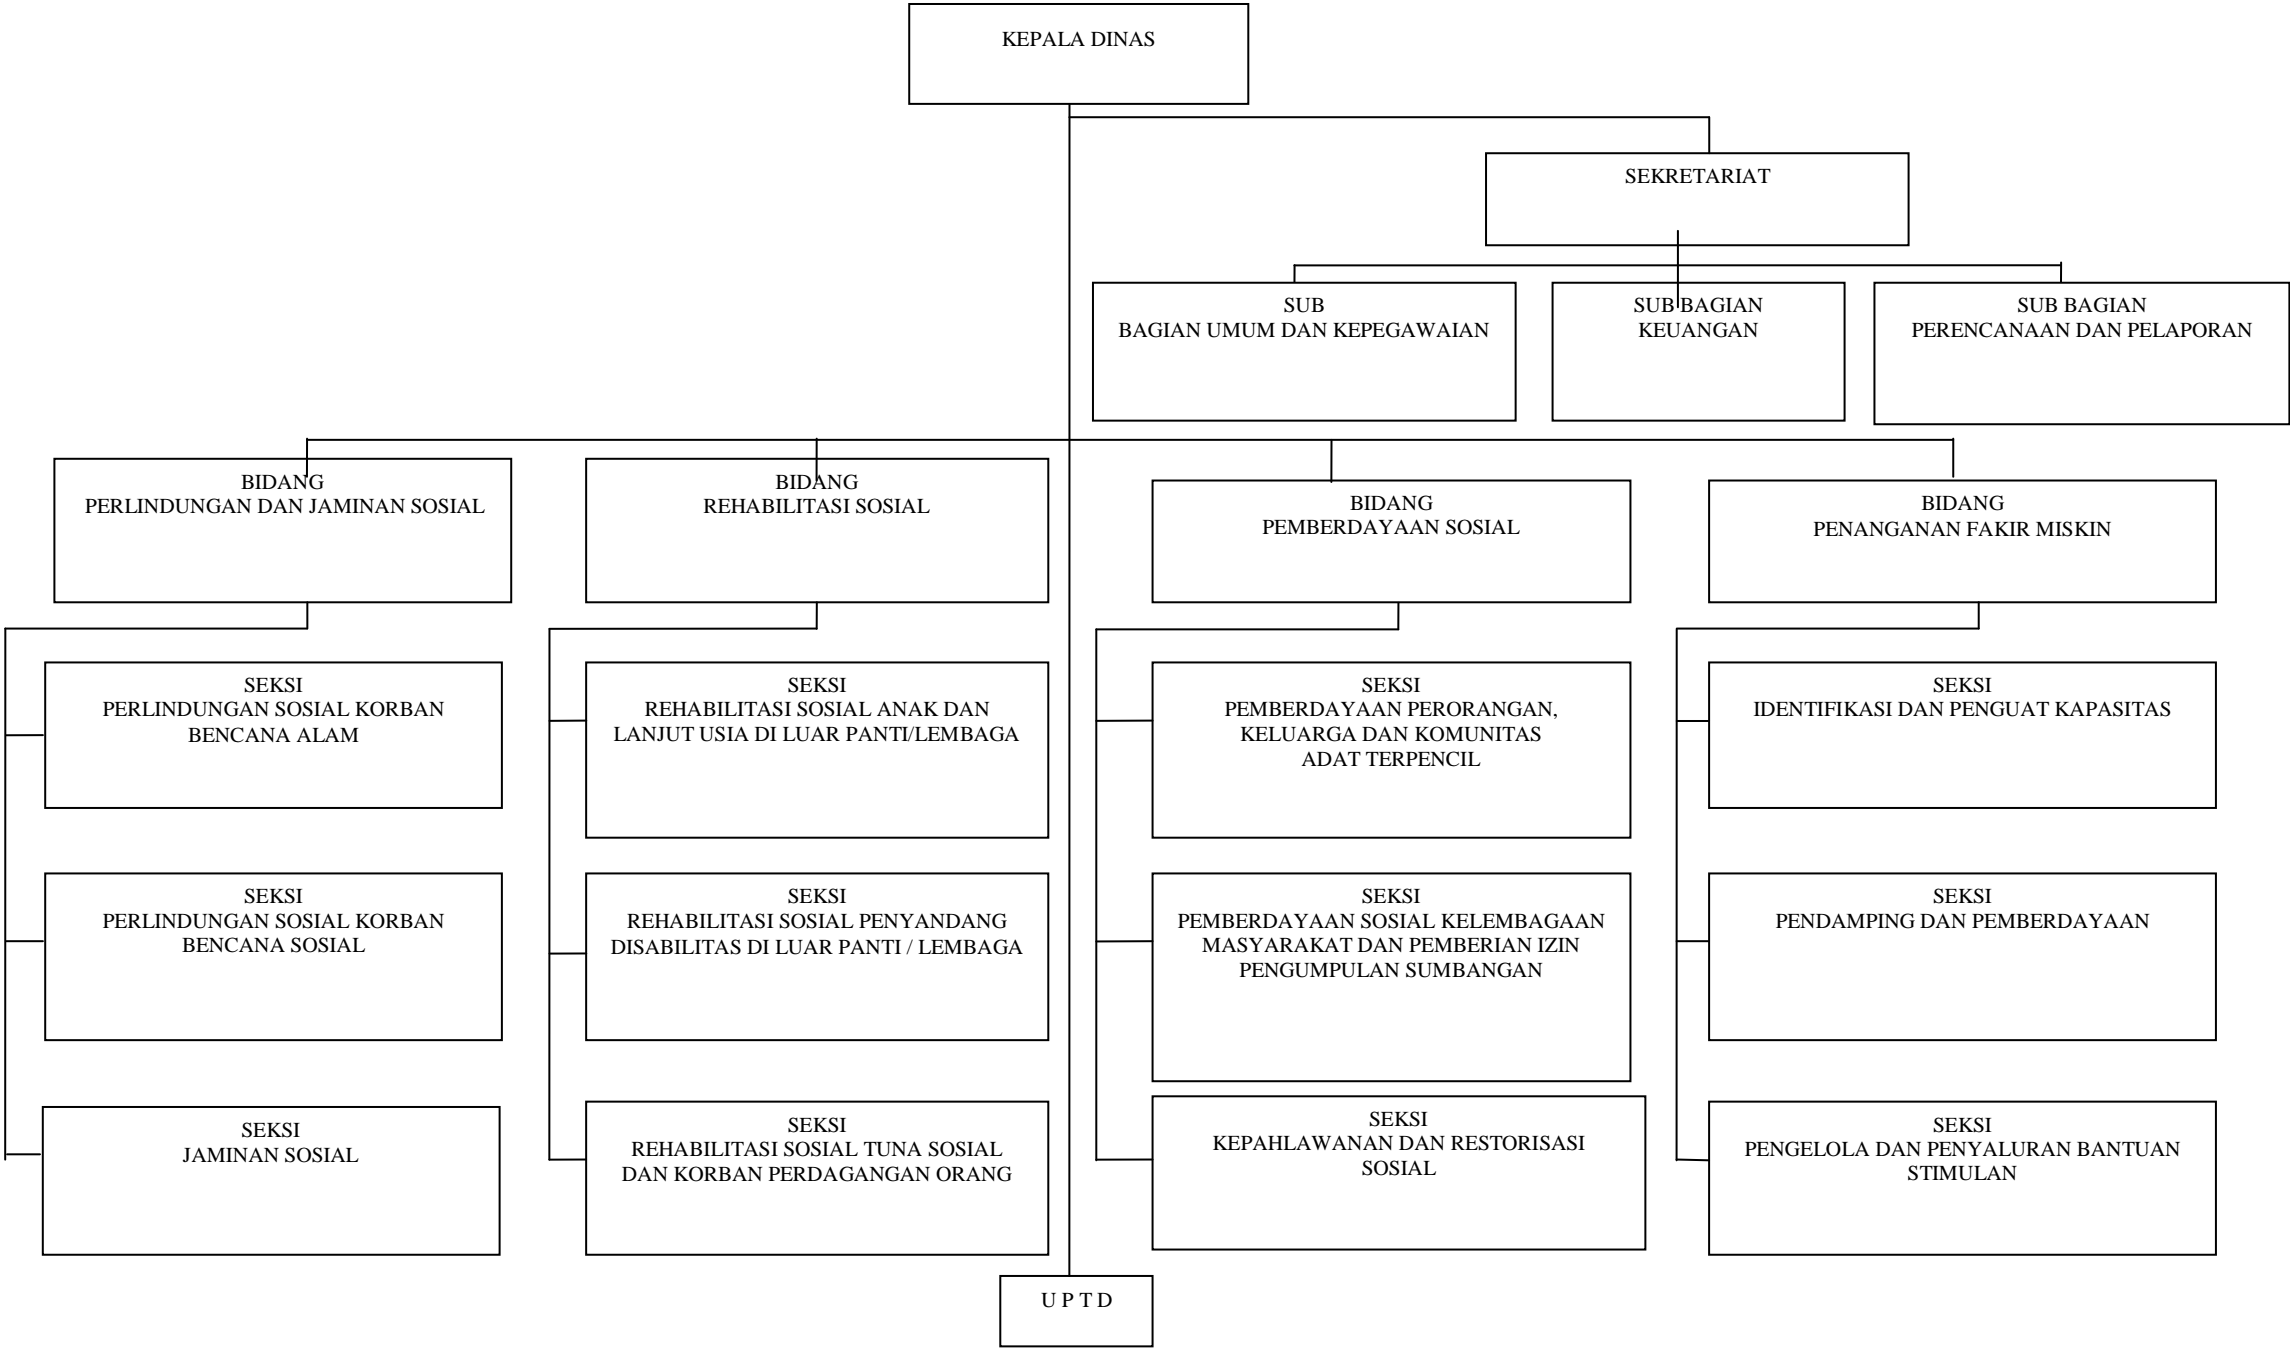 KEPALA DINAS
SEKRETARIAT
SUB
BAGIAN UMUM DAN KEPEGAWAIAN
SUB BAGIAN
KEUANGAN
SUB BAGIAN
PERENCANAAN DAN PELAPORAN
BIDANG
PERLINDUNGAN DAN JAMINAN SOSIAL
BIDANG
REHABILITASI SOSIAL
BIDANG
PEMBERDAYAAN SOSIAL
BIDANG
PENANGANAN FAKIR MISKIN
SEKSI
PERLINDUNGAN SOSIAL KORBAN
BENCANA ALAM
SEKSI
REHABILITASI SOSIAL ANAK DAN
LANJUT USIA DI LUAR PANTI/LEMBAGA
SEKSI
PEMBERDAYAAN PERORANGAN,
KELUARGA DAN KOMUNITAS
ADAT TERPENCIL
SEKSI
IDENTIFIKASI DAN PENGUAT KAPASITAS
SEKSI
PERLINDUNGAN SOSIAL KORBAN
BENCANA SOSIAL
SEKSI
REHABILITASI SOSIAL PENYANDANG
DISABILITAS DI LUAR PANTI / LEMBAGA
SEKSI
PEMBERDAYAAN SOSIAL KELEMBAGAAN
MASYARAKAT DAN PEMBERIAN IZIN
PENGUMPULAN SUMBANGAN
SEKSI
PENDAMPING DAN PEMBERDAYAAN
SEKSI
JAMINAN SOSIAL
SEKSI
REHABILITASI SOSIAL TUNA SOSIAL
DAN KORBAN PERDAGANGAN ORANG
SEKSI
KEPAHLAWANAN DAN RESTORISASI
SOSIAL
SEKSI
PENGELOLA DAN PENYALURAN BANTUAN
STIMULAN
U P T D